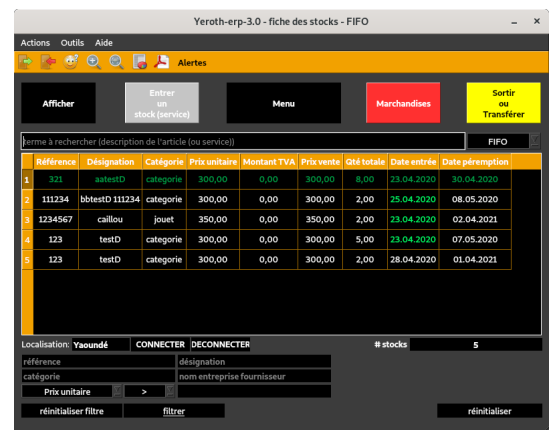 Yeroth-erp-3.0 - fiche des stocks - FIFO
Actions Outils Aide
Alertes
Afficher
Entrer
un
stock (service)
Menu
Marchandises
Sortir
ou
Transférer
terme à rechercher (description de l'article (ou service))
FIFO
Référence Désignation Catégorie Prix unitaire Montant TVA Prix vente Qté totale Date entrée Date péremption
1 321 aatestD categorie 300,00 0,00 300,00 8,00 23.04.2020 30.04.2020
2 111234 bbtestD 111234 categorie 300,00 0,00 300,00 2,00 25.04.2020 08.05.2020
3 1234567 caillou jouet 350,00 0,00 350,00 2,00 23.04.2020 02.04.2021
4 123 testD categorie 300,00 0,00 300,00 5,00 23.04.2020 07.05.2020
5 123 testD categorie 300,00 0,00 300,00 2,00 28.04.2020 01.04.2021
Localisation: Yaoundé CONNECTER DECONNECTER # stocks 5
référence désignation
catégorie nom entreprise fournisseur
Prix unitaire >
réinitialiser filtre filtrer réinitialiser